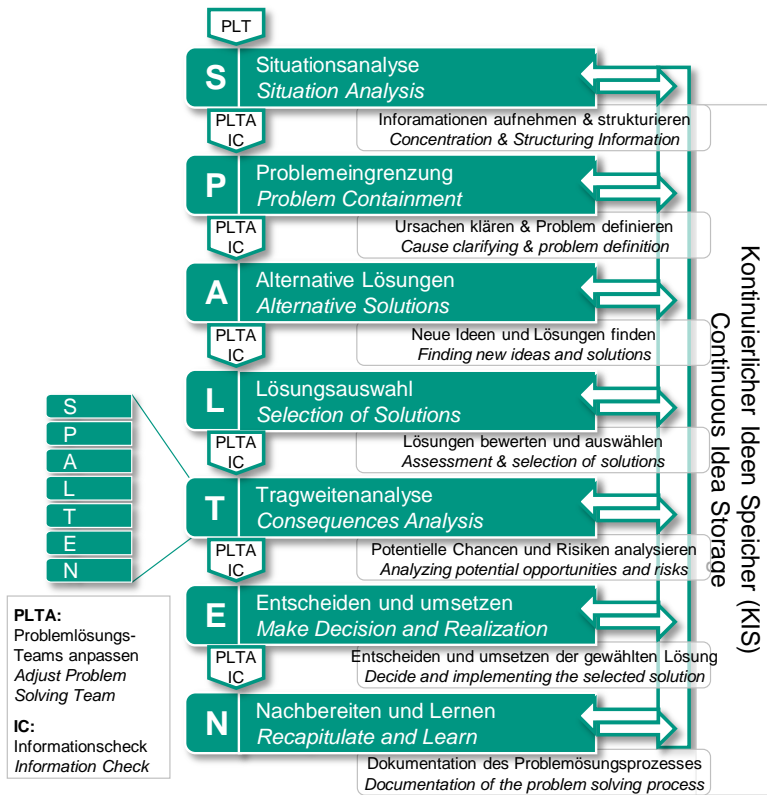 PLT
S
Situationsanalyse
Situation Analysis
PLTA
IC
Inforamationen aufnehmen & strukturieren
Concentration & Structuring Information
P
Problemeingrenzung
Problem Containment
PLTA
IC
Ursachen klären & Problem definieren
Cause clarifying & problem definition
A
Alternative Lösungen
Alternative Solutions
PLTA
IC
Neue Ideen und Lösungen finden
Finding new ideas and solutions
L
Lösungsauswahl
Selection of Solutions
PLTA
IC
Lösungen bewerten und auswählen
Assessment & selection of solutions
T
Tragweitenanalyse
Consequences Analysis
PLTA
IC
Potentielle Chancen und Risiken analysieren
Analyzing potential opportunities and risks
E
Entscheiden und umsetzen
Make Decision and Realization
PLTA
IC
Entscheiden und umsetzen der gewählten Lösung
Decide and implementing the selected solution
N
Nachbereiten und Lernen
Recapitulate and Learn
Dokumentation des Problemösungsprozesses
Documentation of the problem solving process
Kontinuierlicher Ideen Speicher (KIS)
Continuous Idea Storage
S
P
A
L
T
E
N
PLTA:
Problemlösungs-
Teams anpassen
Adjust Problem
Solving Team
IC:
Informationscheck
Information Check